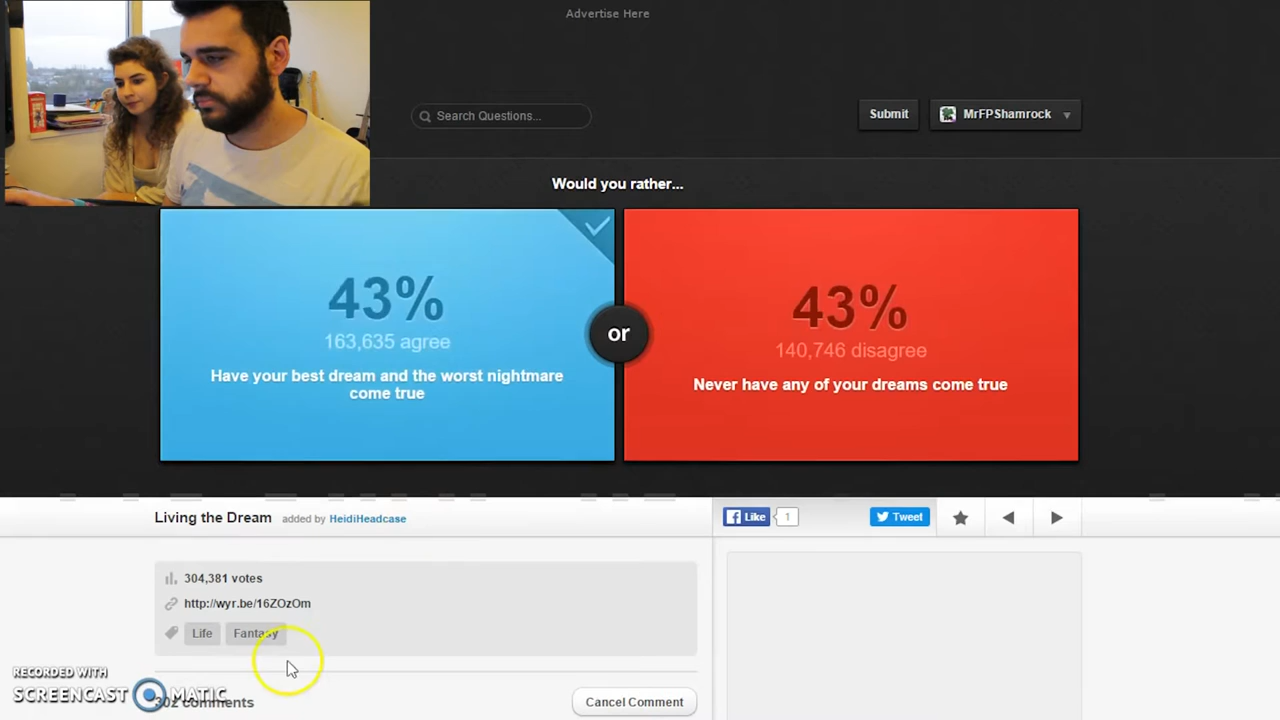 Advertise Here
Search Questions...
Submit
MrFPShamrock
Would you rather...
43%
163,635 agree
Have your best dream and the worst nightmare
come true
or
43%
140,746 disagree
Never have any of your dreams come true
Living the Dream added by HeidiHeadcase
Like
1
Tweet
304,381 votes
http://wyr.be/16ZOzOm
Life
Fantasy
RECORDED WITH
SCREENCAST MATIC
302 comments
Cancel Comment